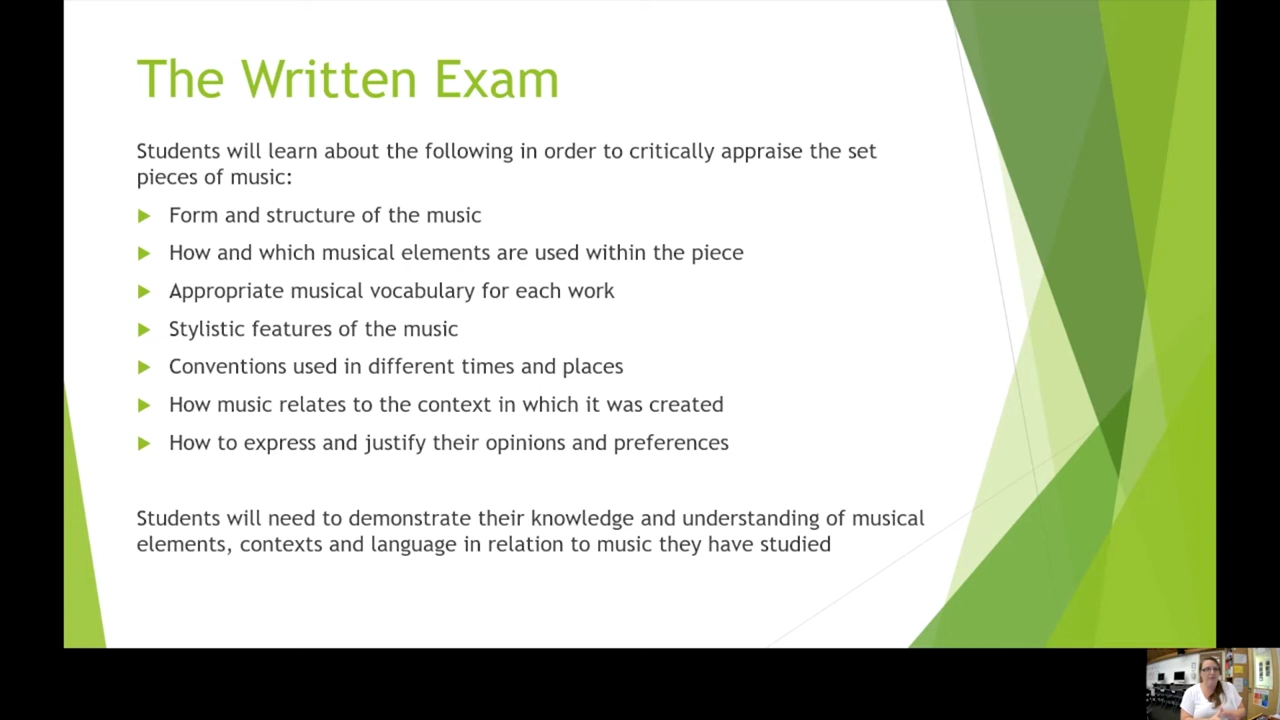 The Written Exam
Students will learn about the following in order to critically appraise the set
pieces of music:
Form and structure of the music
How and which musical elements are used within the piece
Appropriate musical vocabulary for each work
Stylistic features of the music
Conventions used in different times and places
How music relates to the context in which it was created
How to express and justify their opinions and preferences
Students will need to demonstrate their knowledge and understanding of musical
elements, contexts and language in relation to music they have studied